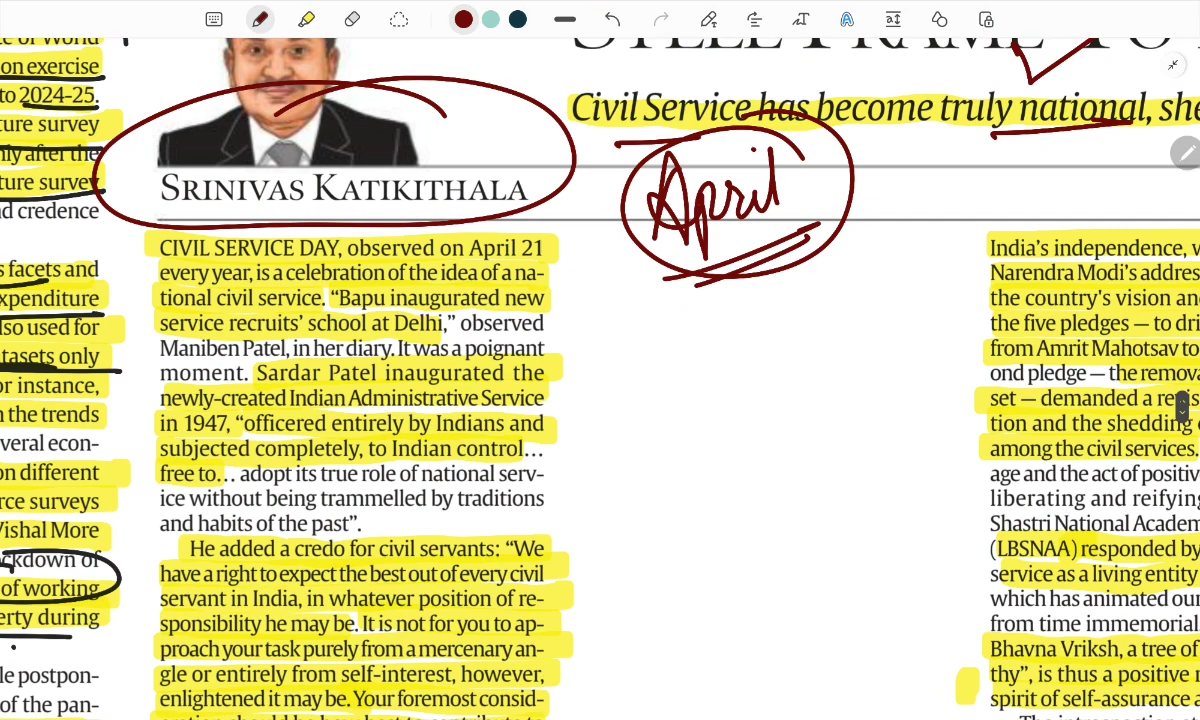 on exercise
to 2024-25.
ture survey
only after the
ture survey
d credence
s facets and
xpenditure
lso used for
tasets only
or instance,
n the trends
everal econ-
on different
rce surveys
Vishal More
ckdown of
of working
erty during
le postpon-
of the pan-
SRINIVAS KATIKITHALA
CIVIL SERVICE DAY, observed on April 21
every year, is a celebration of the idea of a na-
tional civil service. “Bapu inaugurated new
service recruits’ school at Delhi,” observed
Maniben Patel, in her diary. It was a poignant
moment. Sardar Patel inaugurated the
newly-created Indian Administrative Service
in 1947, “officered entirely by Indians and
subjected completely, to Indian control…
free to… adopt its true role of national serv-
ice without being trammelled by traditions
and habits of the past”.
He added a credo for civil servants: “We
have a right to expect the best out of every civil
servant in India, in whatever position of re-
sponsibility he may be. It is not for you to ap-
proach your task purely from a mercenary an-
gle or entirely from self-interest, however,
enlightened it may be. Your foremost consid-
Civil Service has become truly national, she
April
India’s independence, w
Narendra Modi’s address
the country's vision and
the five pledges — to dri
from Amrit Mahotsav to
ond pledge — the remova
set — demanded a revis
tion and the shedding
among the civil services.
age and the act of positiv
liberating and reifying
Shastri National Academ
(LBSNAA) responded by
service as a living entity
which has animated our
from time immemorial.
Bhavna Vriksh, a tree of
thy”, is thus a positive
spirit of self-assurance